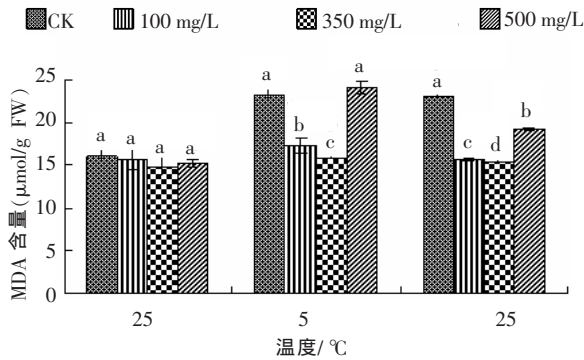 CK 100 mg/L 350 mg/L 500 mg/L
MDA 含量(μmol/g FW)
25
20
15
10
5
0
a a a a
a b c a
a c d b
25 5 25
温度/℃